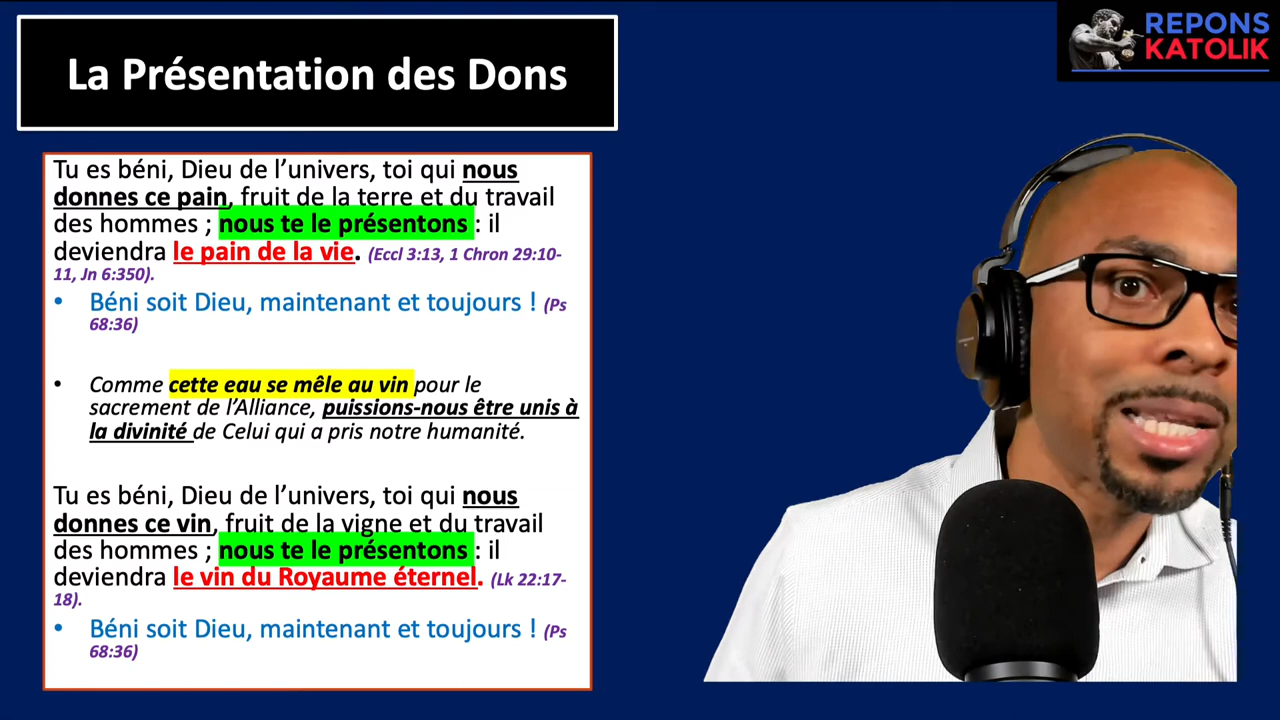 La Présentation des Dons
REPONS
KATOLIK
Tu es béni, Dieu de l’univers, toi qui nous
donnes ce pain, fruit de la terre et du travail
des hommes ; nous te le présentons : il
deviendra le pain de la vie. (Eccl 3:13, 1 Chron 29:10-
11, Jn 6:350).
• Béni soit Dieu, maintenant et toujours ! (Ps
68:36)
• Comme cette eau se mêle au vin pour le
sacrement de l’Alliance, puissions-nous être unis à
la divinité de Celui qui a pris notre humanité.
Tu es béni, Dieu de l’univers, toi qui nous
donnes ce vin, fruit de la vigne et du travail
des hommes ; nous te le présentons : il
deviendra le vin du Royaume éternel. (Lk 22:17-
18).
• Béni soit Dieu, maintenant et toujours ! (Ps
68:36)